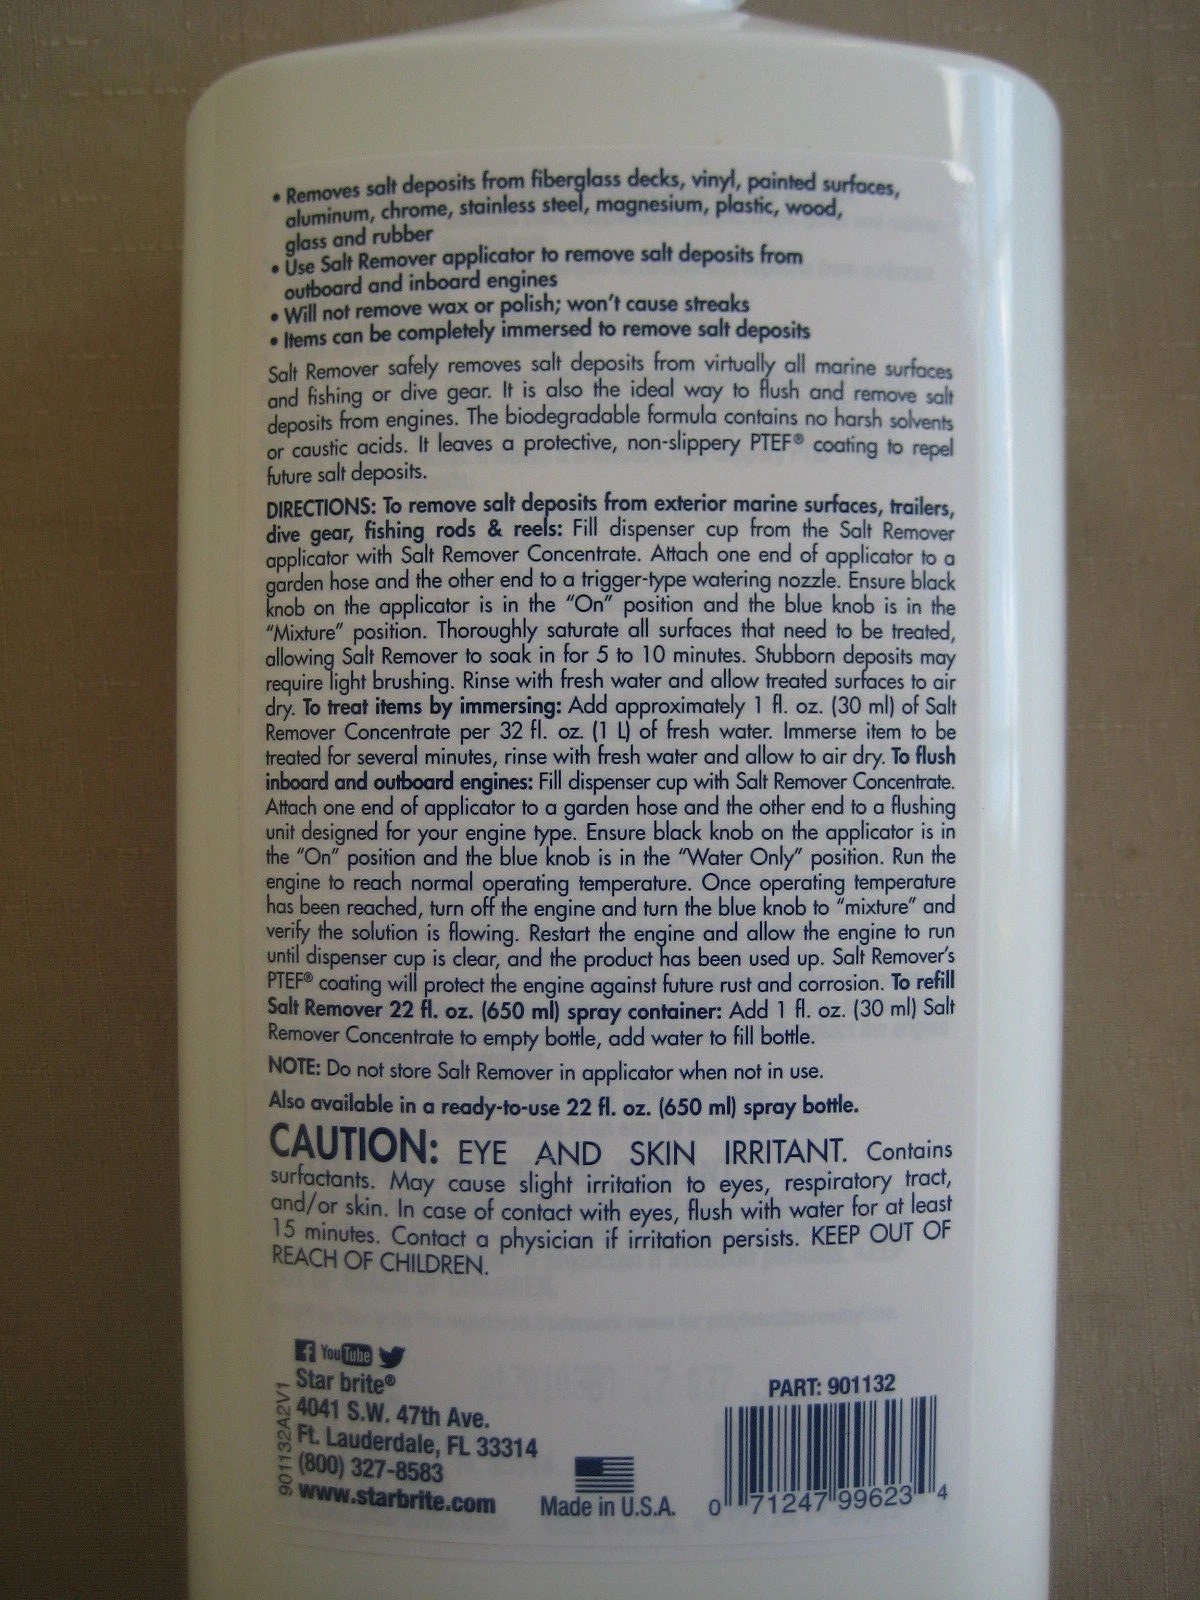 • Removes salt deposits from fiberglass decks, vinyl, painted surfaces,
aluminum, chrome, stainless steel, magnesium, plastic, wood,
glass and rubber
• Use Salt Remover applicator to remove salt deposits from
outboard and inboard engines
• Will not remove wax or polish; won't cause streaks
• Items can be completely immersed to remove salt deposits
Salt Remover safely removes salt deposits from virtually all marine surfaces
and fishing or dive gear. It is also the ideal way to flush and remove salt
deposits from engines. The biodegradable formula contains no harsh solvents
or caustic acids. It leaves a protective, non-slippery PTEF® coating to repel
future salt deposits.
DIRECTIONS: To remove salt deposits from exterior marine surfaces, trailers,
dive gear, fishing rods & reels: Fill dispenser cup from the Salt Remover
applicator with Salt Remover Concentrate. Attach one end of applicator to a
garden hose and the other end to a trigger-type watering nozzle. Ensure black
knob on the applicator is in the "On" position and the blue knob is in the
"Mixture" position. Thoroughly saturate all surfaces that need to be treated,
allowing Salt Remover to soak in for 5 to 10 minutes. Stubborn deposits may
require light brushing. Rinse with fresh water and allow treated surfaces to air
dry. To treat items by immersing: Add approximately 1 fl. oz. (30 ml) of Salt
Remover Concentrate per 32 fl. oz. (1 L) of fresh water. Immerse item to be
treated for several minutes, rinse with fresh water and allow to air dry. To flush
inboard and outboard engines: Fill dispenser cup with Salt Remover Concentrate.
Attach one end of applicator to a garden hose and the other end to a flushing
unit designed for your engine type. Ensure black knob on the applicator is in
the "On" position and the blue knob is in the "Water Only" position. Run the
engine to reach normal operating temperature. Once operating temperature
has been reached, turn off the engine and turn the blue knob to "mixture" and
verify the solution is flowing. Restart the engine and allow the engine to run
until dispenser cup is clear, and the product has been used up. Salt Remover's
PTEF® coating will protect the engine against future rust and corrosion. To refill
Salt Remover 22 fl. oz. (650 ml) spray container: Add 1 fl. oz. (30 ml) Salt
Remover Concentrate to empty bottle, add water to fill bottle.
NOTE: Do not store Salt Remover in applicator when not in use.
Also available in a ready-to-use 22 fl. oz. (650 ml) spray bottle.
CAUTION: EYE AND SKIN IRRITANT. Contains
surfactants. May cause slight irritation to eyes, respiratory tract,
and/or skin. In case of contact with eyes, flush with water for at least
15 minutes. Contact a physician if irritation persists. KEEP OUT OF
REACH OF CHILDREN.
f YouTube
Star brite®
4041 S.W. 47th Ave.
Ft. Lauderdale, FL 33314
(800) 327-8583
www.starbrite.com
901132A2V1
Made in U.S.A.
PART: 901132
0 71247 99623 4